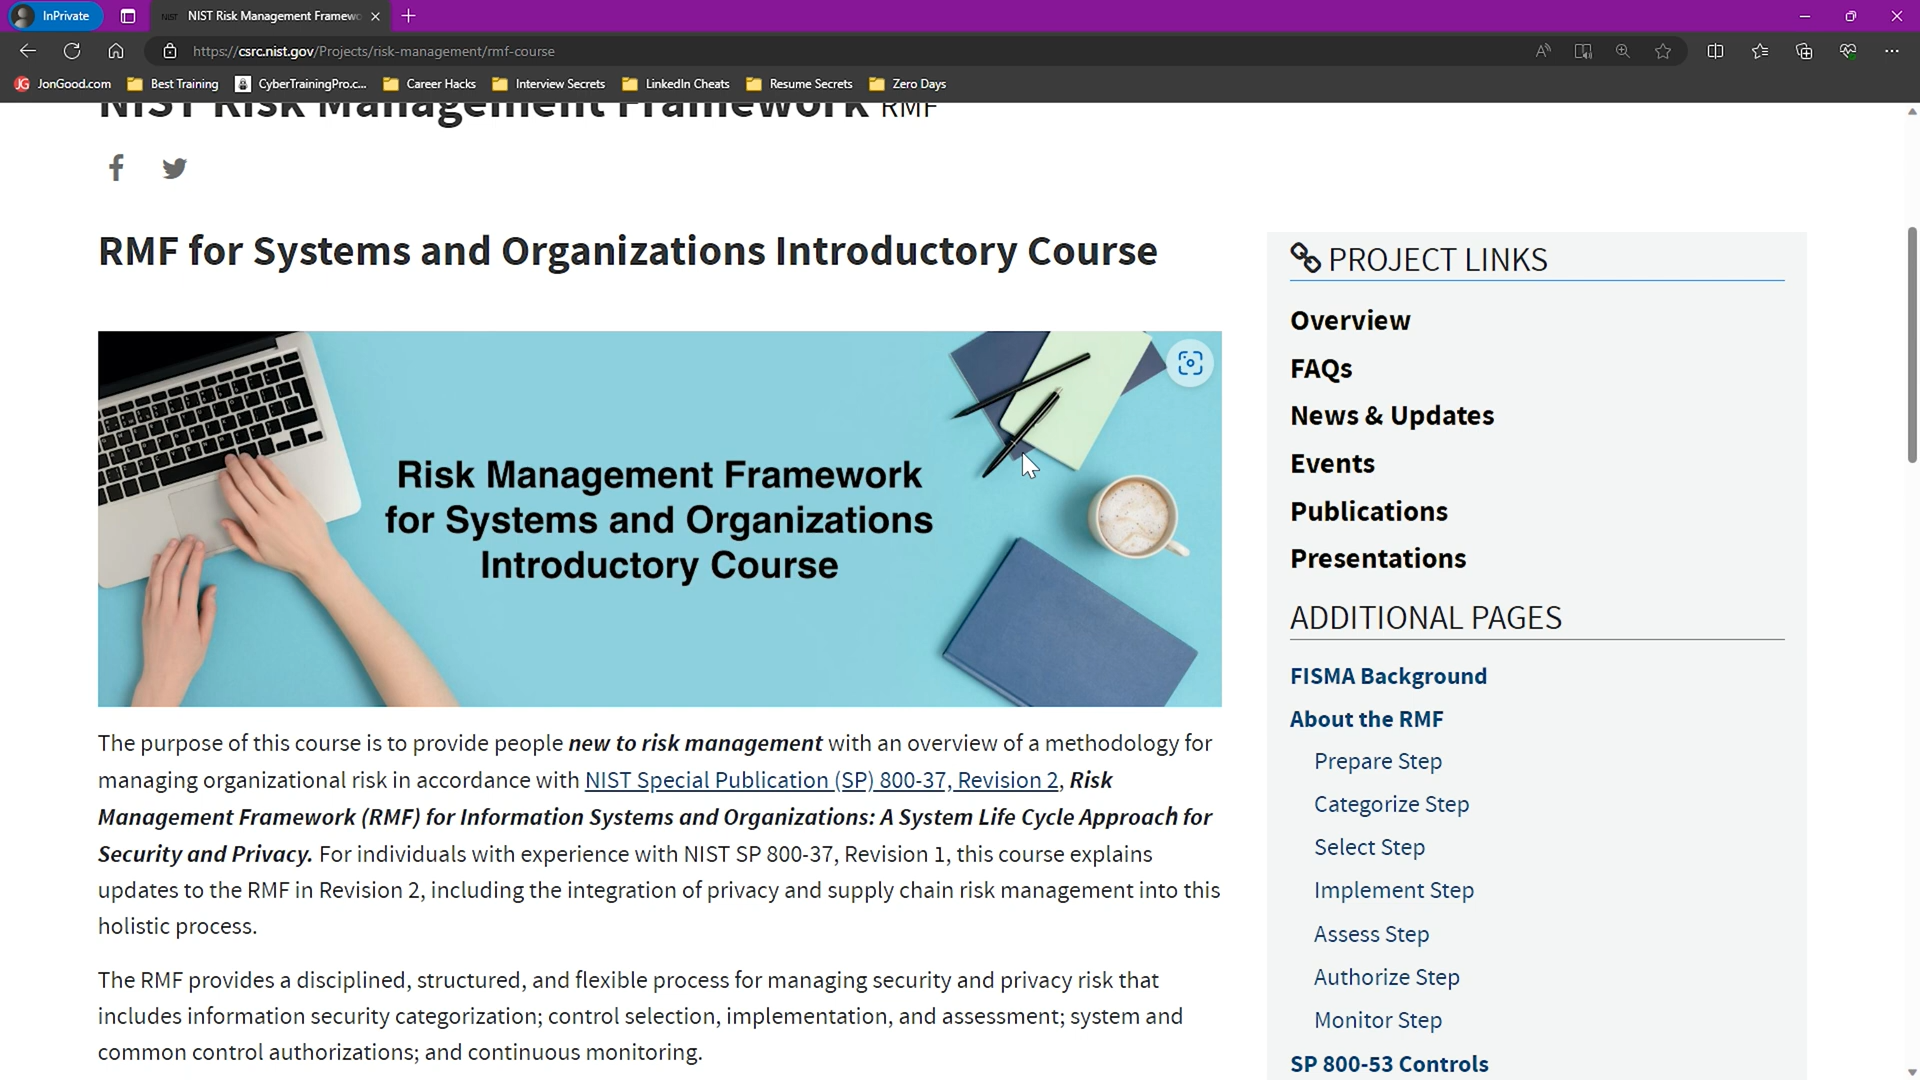 InPrivate
NIST NIST Risk Management Framewo
https://csrc.nist.gov/Projects/risk-management/rmf-course
JonGood.com Best Training CyberTrainingPro.c... Career Hacks Interview Secrets LinkedIn Cheats Resume Secrets Zero Days
NIST Risk Management Framework RMF
RMF for Systems and Organizations Introductory Course
Risk Management Framework
for Systems and Organizations
Introductory Course
The purpose of this course is to provide people new to risk management with an overview of a methodology for
managing organizational risk in accordance with NIST Special Publication (SP) 800-37, Revision 2, Risk
Management Framework (RMF) for Information Systems and Organizations: A System Life Cycle Approach for
Security and Privacy. For individuals with experience with NIST SP 800-37, Revision 1, this course explains
updates to the RMF in Revision 2, including the integration of privacy and supply chain risk management into this
holistic process.
The RMF provides a disciplined, structured, and flexible process for managing security and privacy risk that
includes information security categorization; control selection, implementation, and assessment; system and
common control authorizations; and continuous monitoring.
PROJECT LINKS
Overview
FAQs
News & Updates
Events
Publications
Presentations
ADDITIONAL PAGES
FISMA Background
About the RMF
Prepare Step
Categorize Step
Select Step
Implement Step
Assess Step
Authorize Step
Monitor Step
SP 800-53 Controls